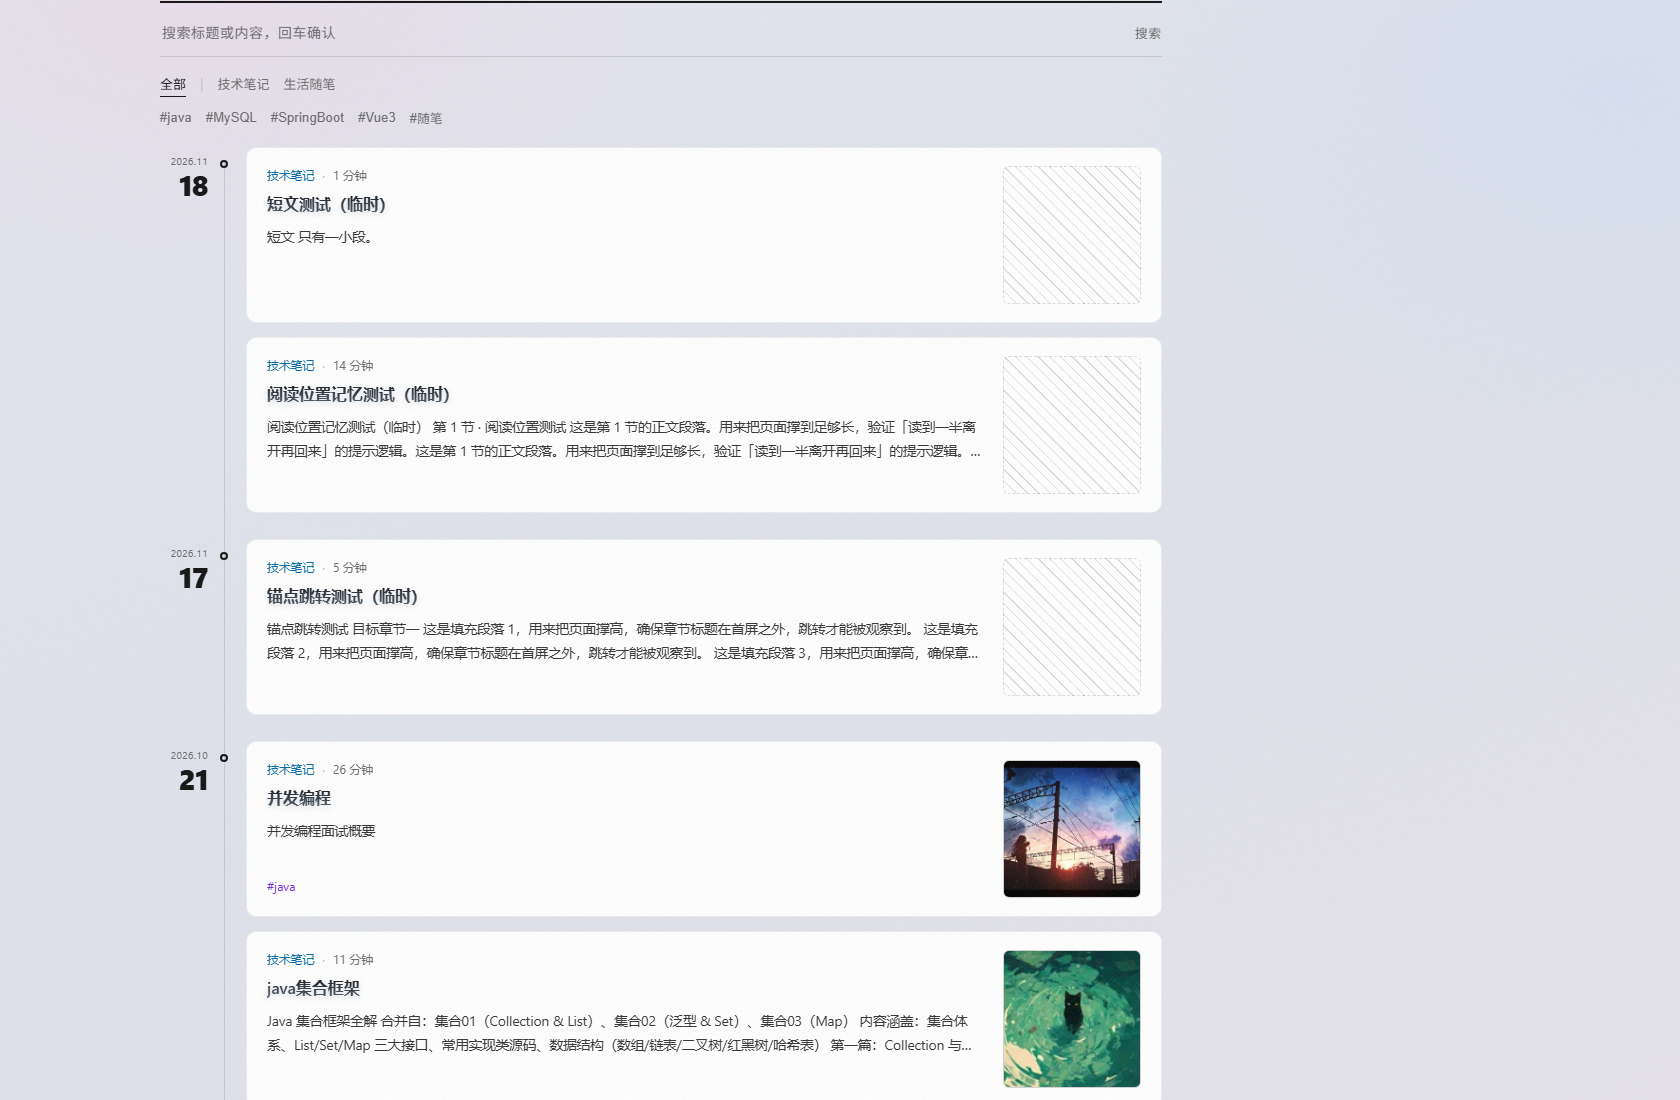 搜索标题或内容，回车确认
搜索
全部 | 技术笔记 生活随笔
#java #MySQL #SpringBoot #Vue3 #随笔
2026.11
18
技术笔记 · 1 分钟
短文测试（临时）
短文 只有一小段。
技术笔记 · 14 分钟
阅读位置记忆测试（临时）
阅读位置记忆测试（临时） 第 1 节 · 阅读位置测试 这是第 1 节的正文段落。用来把页面撑到足够长，验证「读到一半离
开再回来」的提示逻辑。这是第 1 节的正文段落。用来把页面撑到足够长，验证「读到一半离开再回来」的提示逻辑。...
2026.11
17
技术笔记 · 5 分钟
锚点跳转测试（临时）
锚点跳转测试 目标章节一 这是填充段落 1，用来把页面撑高，确保章节标题在首屏之外，跳转才能被观察到。 这是填充
段落 2，用来把页面撑高，确保章节标题在首屏之外，跳转才能被观察到。 这是填充段落 3，用来把页面撑高，确保章...
2026.10
21
技术笔记 · 26 分钟
并发编程
并发编程面试概要
#java
技术笔记 · 11 分钟
java集合框架
Java 集合框架全解 合并自：集合01（Collection & List）、集合02（泛型 & Set）、集合03（Map） 内容涵盖：集合体
系、List/Set/Map 三大接口、常用实现类源码、数据结构（数组/链表/二叉树/红黑树/哈希表） 第一篇：Collection 与...